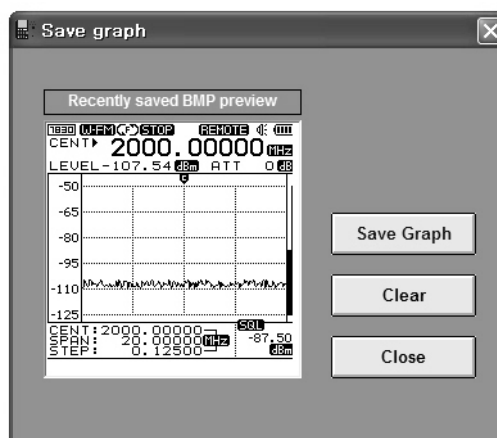 Save graph
Recently saved BMP preview
W-FM F STOP REMOTE
CENT 2000.00000 MHz
LEVEL-107.54 dBm ATT 0 dB
C
-50
-65
-80
-95
-110
-125
CENT:2000.00000
SPAN: 20.00000 MHz
STEP: 0.12500
SQL
-87.50
dBm
Save Graph
Clear
Close